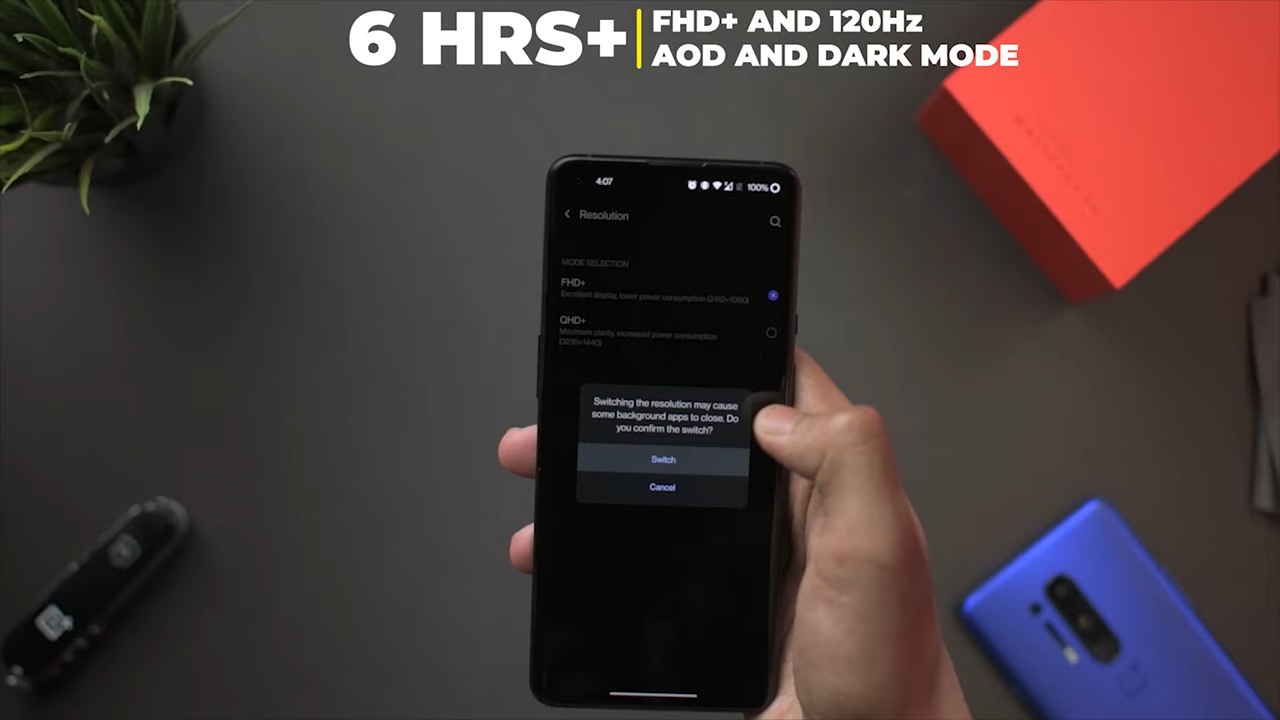 6 HRS+
FHD+ AND 120Hz
AOD AND DARK MODE
4:07
100%
Resolution
MODE SELECTION
FHD+
Excellent display, lower power consumption (2412×1080)
QHD+
Maximum clarity, increased power consumption
(3216×1440)
Switching the resolution may cause
some background apps to close. Do
you confirm the switch?
Switch
Cancel